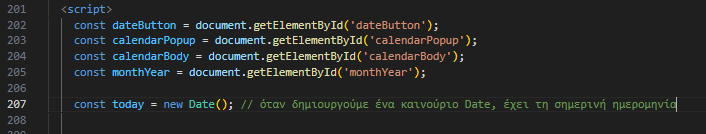 201 <script>
202 const dateButton = document.getElementById('dateButton');
203 const calendarPopup = document.getElementById('calendarPopup');
204 const calendarBody = document.getElementById('calendarBody');
205 const monthYear = document.getElementById('monthYear');
206
207 const today = new Date(); // όταν δημιουργούμε ένα καινούριο Date, έχει τη σημερινή ημερομηνία
208